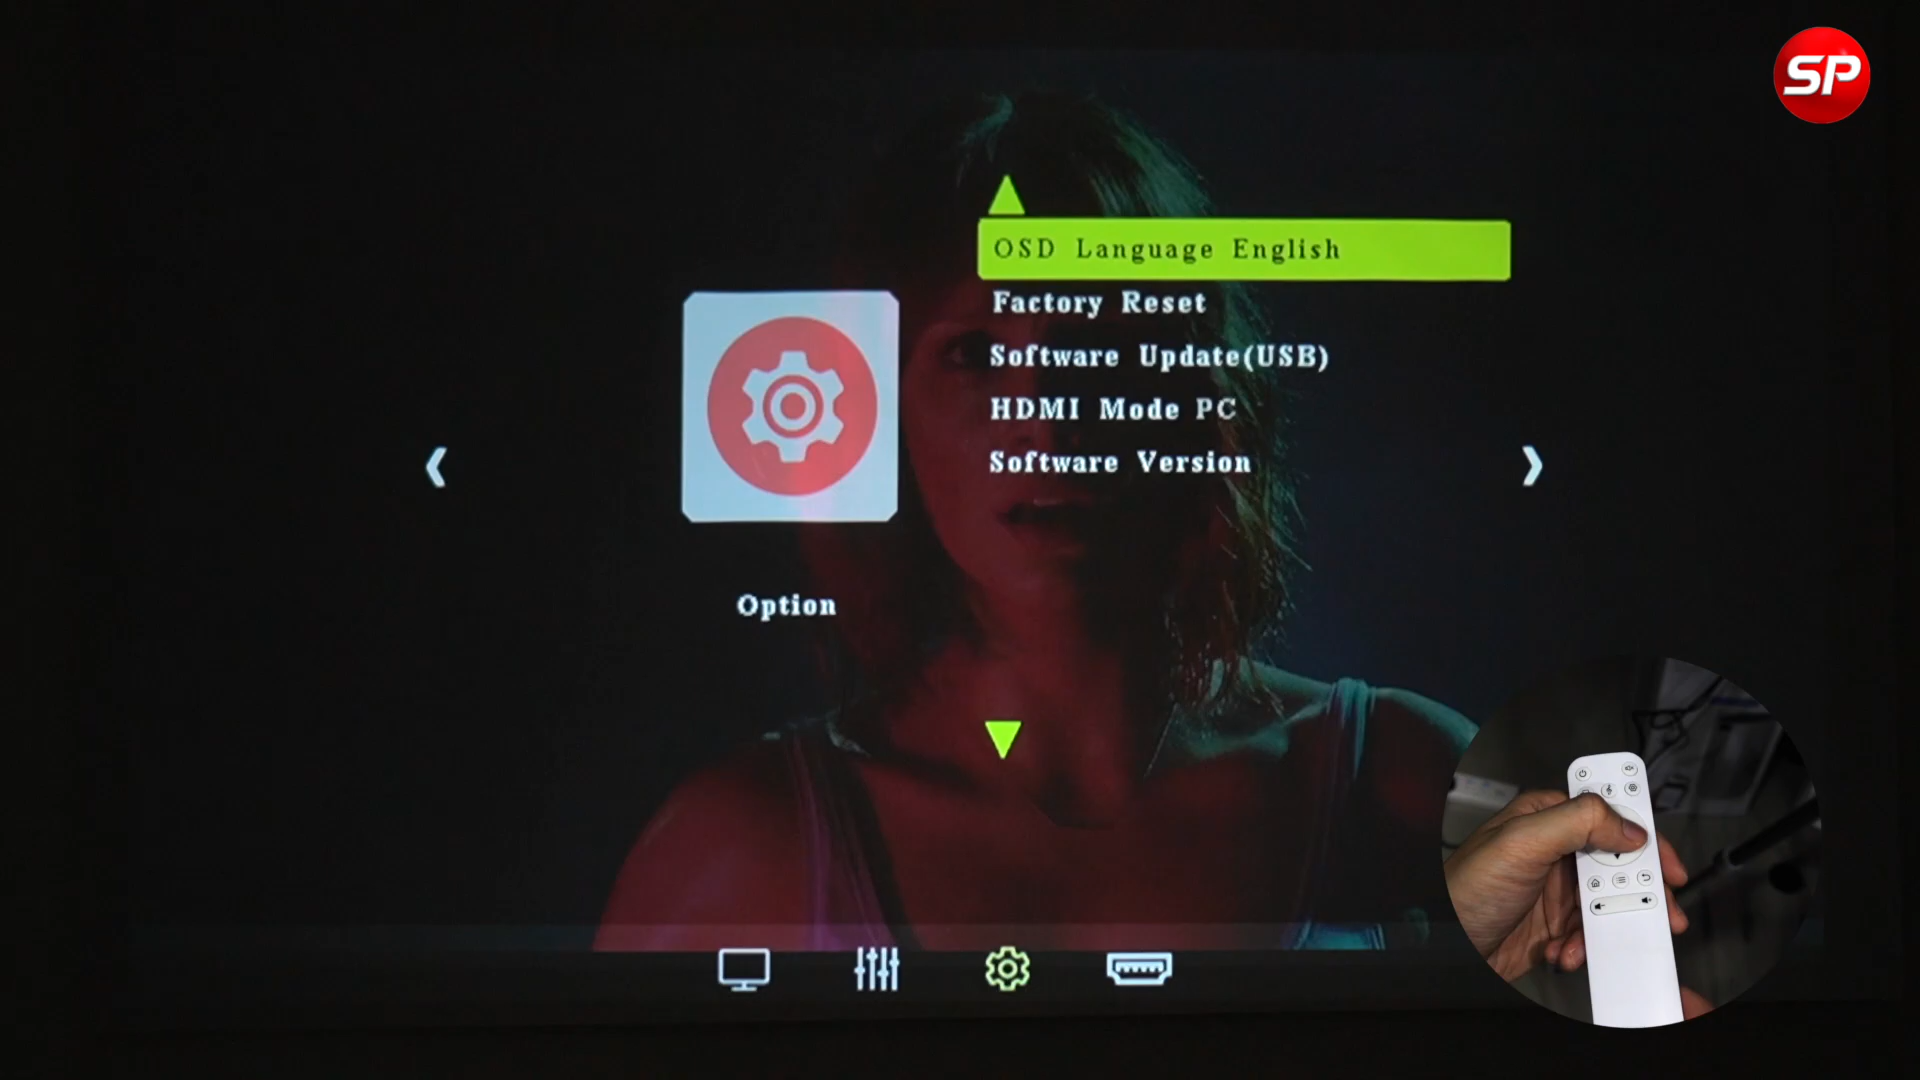 SP
OSD Language English
Factory Reset
Software Update(USB)
HDMI Mode PC
Software Version
Option